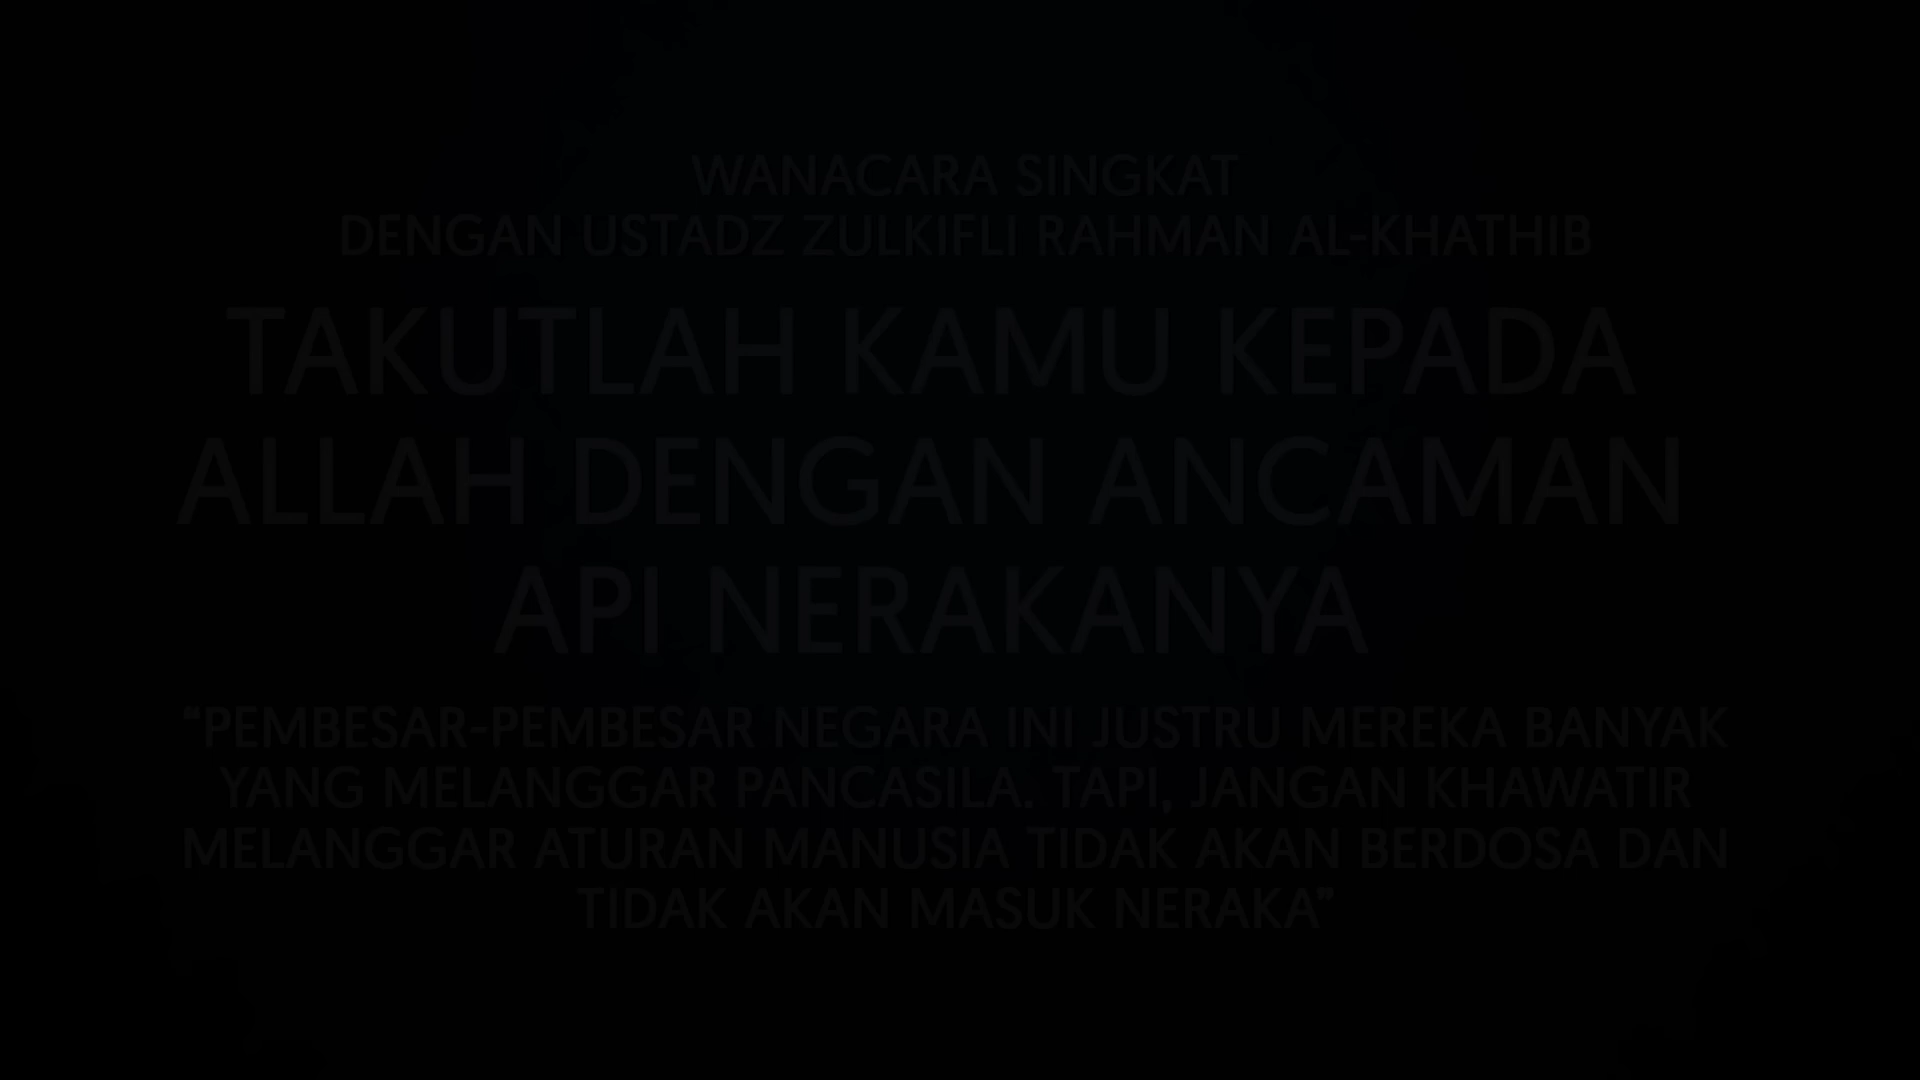 WANACARA SINGKAT
DENGAN USTADZ ZULKIFLI RAHMAN AL-KHATHIB
TAKUTLAH KAMU KEPADA
ALLAH DENGAN ANCAMAN
API NERAKANYA
“PEMBESAR-PEMBESAR NEGARA INI JUSTRU MEREKA BANYAK
YANG MELANGGAR PANCASILA. TAPI, JANGAN KHAWATIR
MELANGGAR ATURAN MANUSIA TIDAK AKAN BERDOSA DAN
TIDAK AKAN MASUK NERAKA”